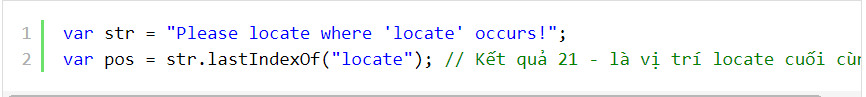 1 var str = "Please locate where 'locate' occurs!";
2 var pos = str.lastIndexOf("locate"); // Kết quả 21 - là vị trí locate cuối